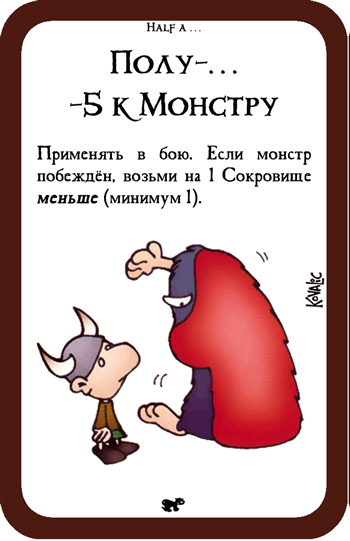 Half a ...
Полу-...
-5 к Монстру
Применять в бою. Если монстр
побеждён, возьми на 1 Сокровище
меньше (минимум 1).
Kovalic